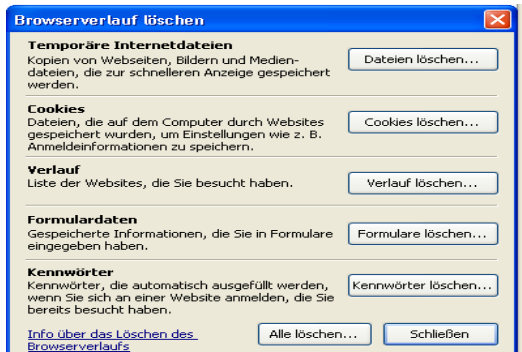 Browserverlauf löschen
Temporäre Internetdateien
Kopien von Webseiten, Bildern und Medien-
dateien, die zur schnelleren Anzeige gespeichert
werden.
Dateien löschen...
Cookies
Dateien, die auf dem Computer durch Websites
gespeichert wurden, um Einstellungen wie z. B.
Anmeldeinformationen zu speichern.
Cookies löschen...
Verlauf
Liste der Websites, die Sie besucht haben.
Verlauf löschen...
Formulardaten
Gespeicherte Informationen, die Sie in Formulare
eingegeben haben.
Formulare löschen...
Kennwörter
Kennwörter, die automatisch ausgefüllt werden,
wenn Sie sich an einer Website anmelden, die Sie
bereits besucht haben.
Kennwörter löschen...
Info über das Löschen des
Browserverlaufs
Alle löschen...
Schließen